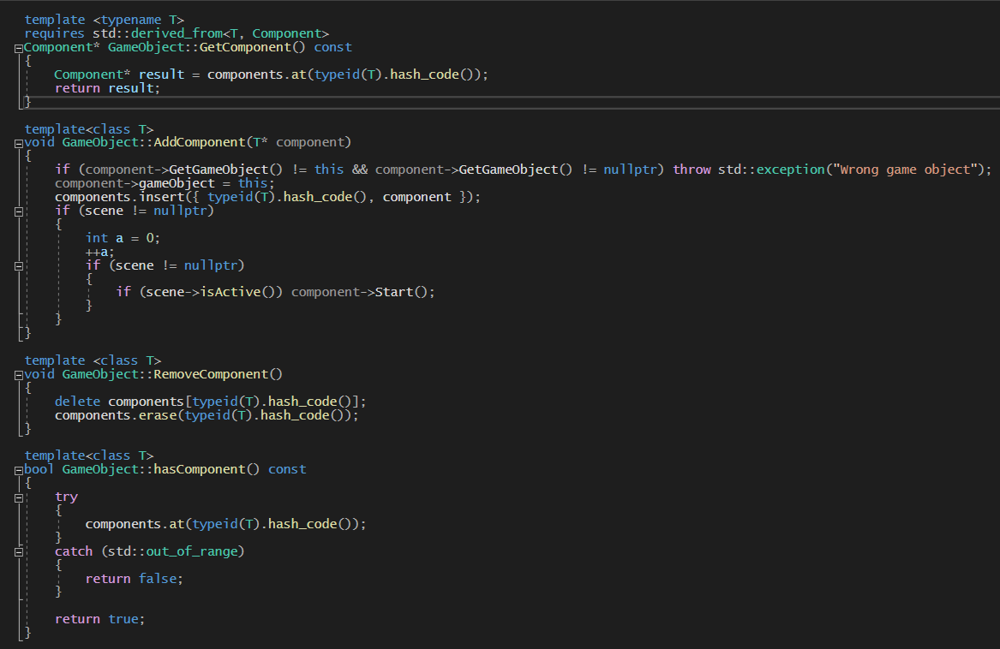 template <typename T>
requires std::derived_from<T, Component>
Component* GameObject::GetComponent() const
{
    Component* result = components.at(typeid(T).hash_code());
    return result;
}
template<class T>
void GameObject::AddComponent(T* component)
{
    if (component->GetGameObject() != this && component->GetGameObject() != nullptr) throw std::exception("Wrong game object");
    component->gameObject = this;
    components.insert({ typeid(T).hash_code(), component });
    if (scene != nullptr)
    {
        int a = 0;
        ++a;
        if (scene != nullptr)
        {
            if (scene->isActive()) component->Start();
        }
    }
}
template <class T>
void GameObject::RemoveComponent()
{
    delete components[typeid(T).hash_code()];
    components.erase(typeid(T).hash_code());
}
template<class T>
bool GameObject::hasComponent() const
{
    try
    {
        components.at(typeid(T).hash_code());
    }
    catch (std::out_of_range)
    {
        return false;
    }
    return true;
}